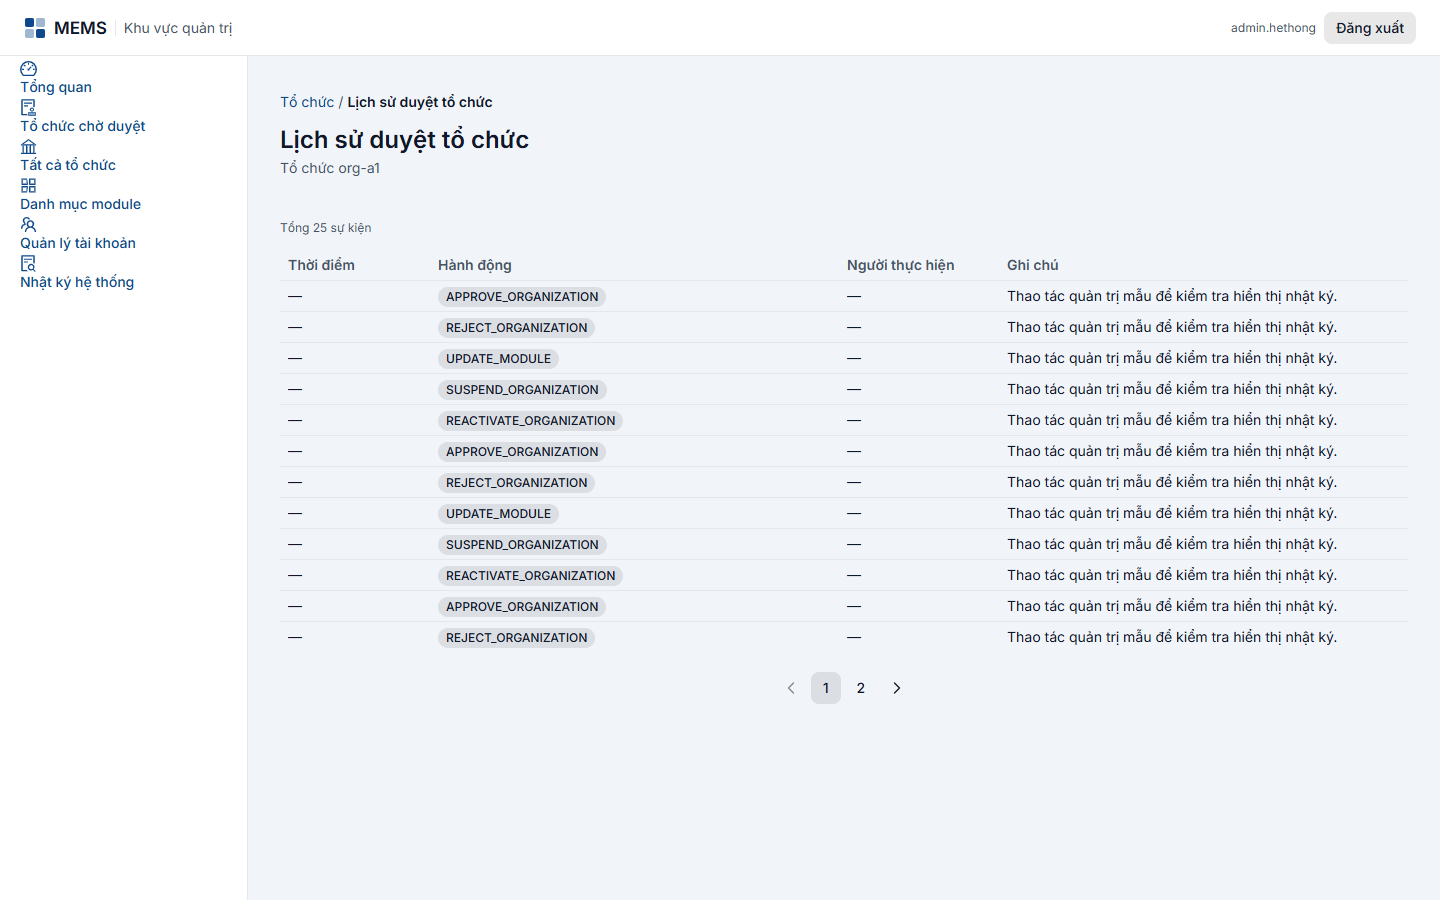 MEMS Khu vực quản trị
admin.hethong Đăng xuất
Tổng quan
Tổ chức chờ duyệt
Tất cả tổ chức
Danh mục module
Quản lý tài khoản
Nhật ký hệ thống
Tổ chức / Lịch sử duyệt tổ chức
Lịch sử duyệt tổ chức
Tổ chức org-a1
Tổng 25 sự kiện
Thời điểm Hành động Người thực hiện Ghi chú
— APPROVE_ORGANIZATION — Thao tác quản trị mẫu để kiểm tra hiển thị nhật ký.
— REJECT_ORGANIZATION — Thao tác quản trị mẫu để kiểm tra hiển thị nhật ký.
— UPDATE_MODULE — Thao tác quản trị mẫu để kiểm tra hiển thị nhật ký.
— SUSPEND_ORGANIZATION — Thao tác quản trị mẫu để kiểm tra hiển thị nhật ký.
— REACTIVATE_ORGANIZATION — Thao tác quản trị mẫu để kiểm tra hiển thị nhật ký.
— APPROVE_ORGANIZATION — Thao tác quản trị mẫu để kiểm tra hiển thị nhật ký.
— REJECT_ORGANIZATION — Thao tác quản trị mẫu để kiểm tra hiển thị nhật ký.
— UPDATE_MODULE — Thao tác quản trị mẫu để kiểm tra hiển thị nhật ký.
— SUSPEND_ORGANIZATION — Thao tác quản trị mẫu để kiểm tra hiển thị nhật ký.
— REACTIVATE_ORGANIZATION — Thao tác quản trị mẫu để kiểm tra hiển thị nhật ký.
— APPROVE_ORGANIZATION — Thao tác quản trị mẫu để kiểm tra hiển thị nhật ký.
— REJECT_ORGANIZATION — Thao tác quản trị mẫu để kiểm tra hiển thị nhật ký.
1 2